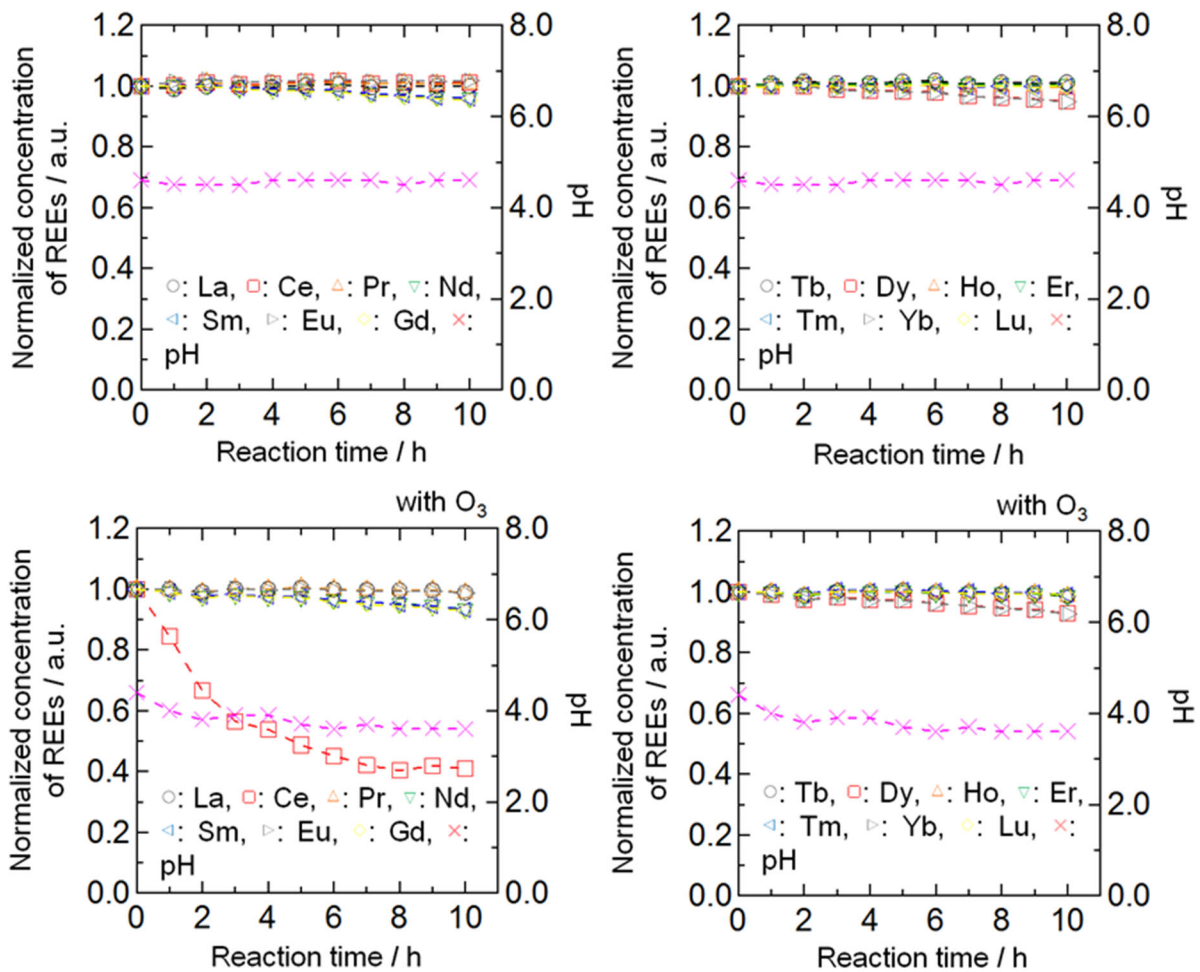 Normalized concentration
of REEs / a.u.
1.2
1.0
0.8
0.6
0.4
0.2
0.0
8.0
6.0
4.0
2.0
0.0
pH
○: La, □: Ce, △: Pr, ▽: Nd,
◁: Sm, ▷: Eu, ◇: Gd, ×:
pH
0 2 4 6 8 10
Reaction time / h
Normalized concentration
of REEs / a.u.
1.2
1.0
0.8
0.6
0.4
0.2
0.0
8.0
6.0
4.0
2.0
0.0
pH
○: Tb, □: Dy, △: Ho, ▽: Er,
◁: Tm, ▷: Yb, ◇: Lu, ×:
pH
0 2 4 6 8 10
Reaction time / h
with O₃
Normalized concentration
of REEs / a.u.
1.2
1.0
0.8
0.6
0.4
0.2
0.0
8.0
6.0
4.0
2.0
0.0
pH
○: La, □: Ce, △: Pr, ▽: Nd,
◁: Sm, ▷: Eu, ◇: Gd, ×:
pH
0 2 4 6 8 10
Reaction time / h
with O₃
Normalized concentration
of REEs / a.u.
1.2
1.0
0.8
0.6
0.4
0.2
0.0
8.0
6.0
4.0
2.0
0.0
pH
○: Tb, □: Dy, △: Ho, ▽: Er,
◁: Tm, ▷: Yb, ◇: Lu, ×:
pH
0 2 4 6 8 10
Reaction time / h